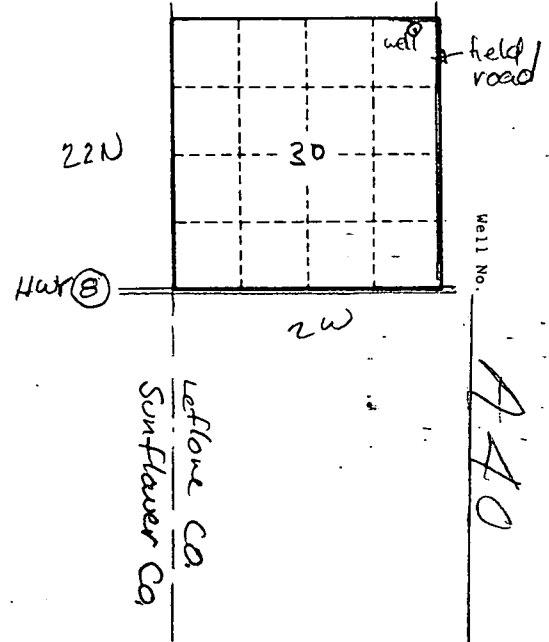 well
field
road
22N
30
Hwy 8
2W
Well No.
A40
Leflore Co.
Sunflower Co.